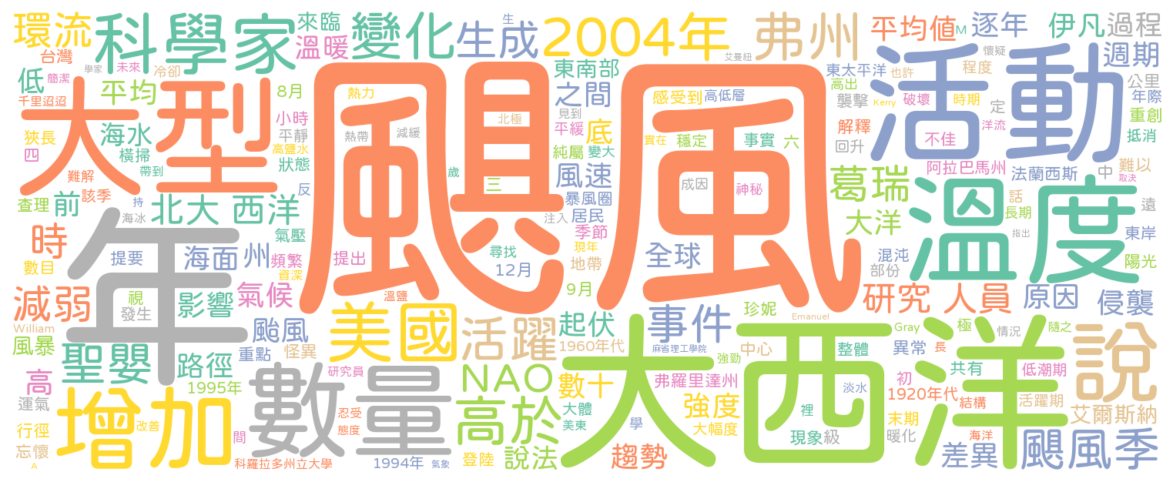 環流
科學家
來臨
溫暖
變化
生成
2004年
弗州
平均值
M
逐年
伊凡
過程
台灣
學家
未來
生
艾曼紐
懷疑
簡潔
冷卻
低
千里迢迢
平均
8月
熱力
東南部
之間
感受到
高低層
東太平洋
也許
程度
高出
襲擊
Kerry
破壞
時期
活動
週期
公里
年際
定
重創
洋流
抵消
大型
颶風
狹長
海水
小時
平靜
熱帶
減緩
北極
見到
平緩
底
實在
穩定
事實
六
解釋
回升
不佳
四
橫掃
高鹽水
狀態
帶到
難解
純屬
變大
風速
暴風圈
成因
神秘
葛瑞
阿拉巴馬州
法蘭西斯
中
難以
取決
該季
查理
前
北大
西洋
反
歲
三
持
注入
居民
季節
大洋
溫度
話
長期
遠
指出
東岸
時
年
海冰
氣壓
數目
提要
海面
州
頻繁
資深
提出
尋找
12月
現年
地帶
全球
混沌
部份
陽光
減弱
視
發生
影響
氣候
溫鹽
9月
珍妮
研究
人員
原因
侵襲
William
風暴
颱風
美國
活躍
起伏
1960年代
事件
Emanuel
中心
Gray
極
情況
隨之
重點
怪異
麻省理工學院
強勁
整體
異常
長
說
高
聖嬰
路徑
1995年
研究員
NAO
數十
弗羅里達州
大西洋
初
共有
低潮期
運氣
增加
數量
忍受
態度
高於
大體
美東
強度
淡水
1920年代
結構
活躍期
艾爾斯納
行徑
改善
學
裡
大幅度
末期
忘懷
A
間
科羅拉多州立大學
1994年
氣象
登陸
說法
趨勢
現象
級
暖化
海洋
差異
颶風季